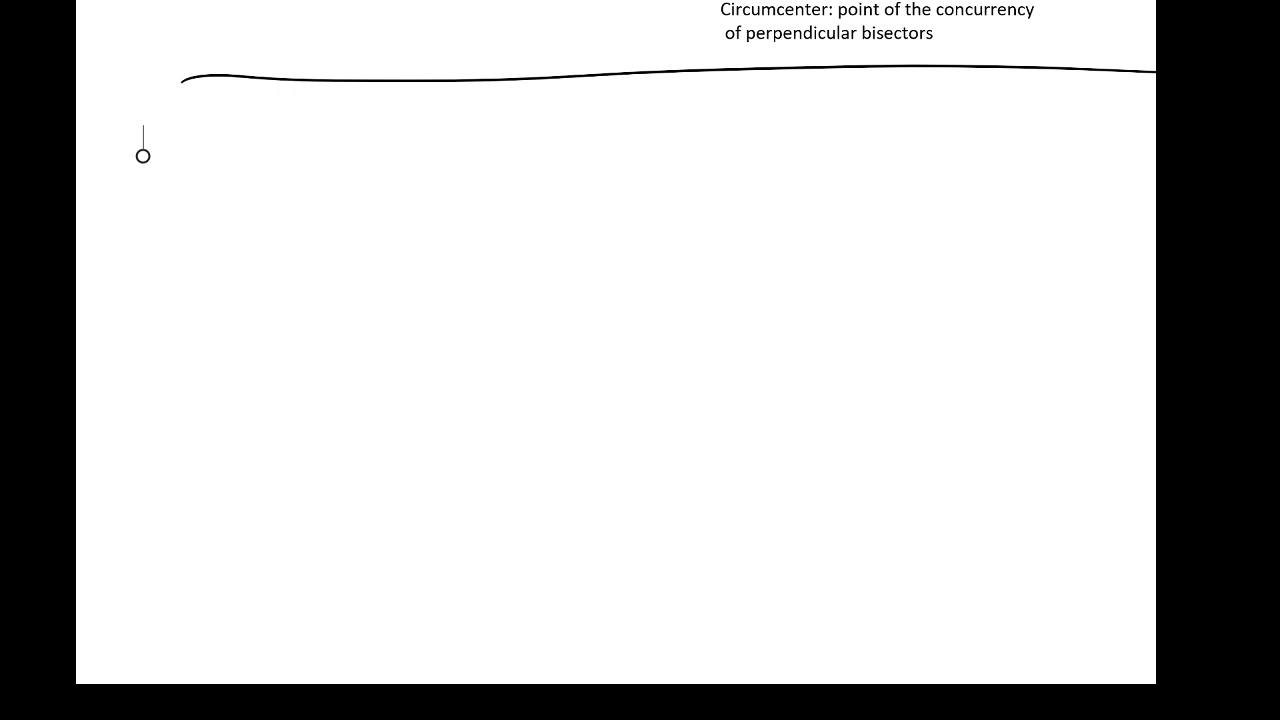 Circumcenter: point of the concurrency
of perpendicular bisectors